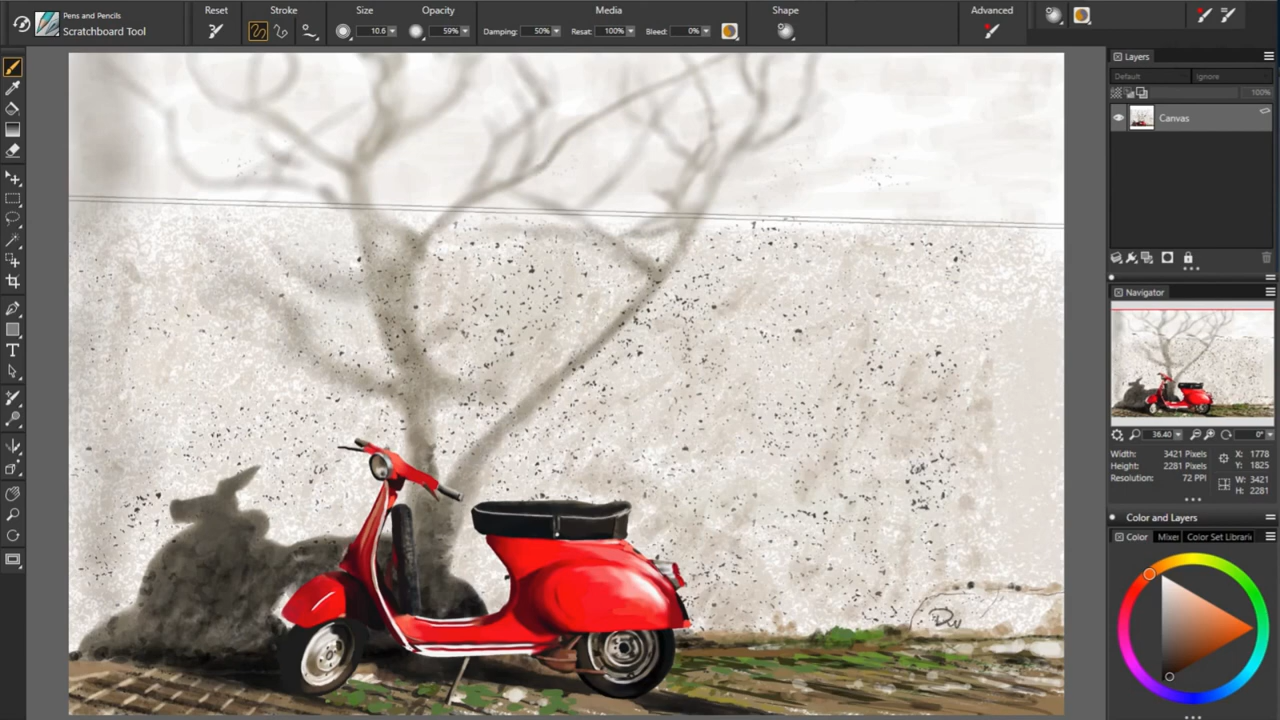 Reset
Stroke
Size
Opacity
Media
Shape
Advanced
Pens and Pencils
Scratchboard Tool
10.6
59%
Damping: 50%
Resat: 100%
Bleed: 0%
Layers
Default
Ignore
100%
Canvas
Navigator
36.40
0°
Width: 3421 Pixels
Height: 2281 Pixels
Resolution: 72 PPI
X: 1778
Y: 1825
W: 3421
H: 2281
Color and Layers
Color
Mixer
Color Set Librari